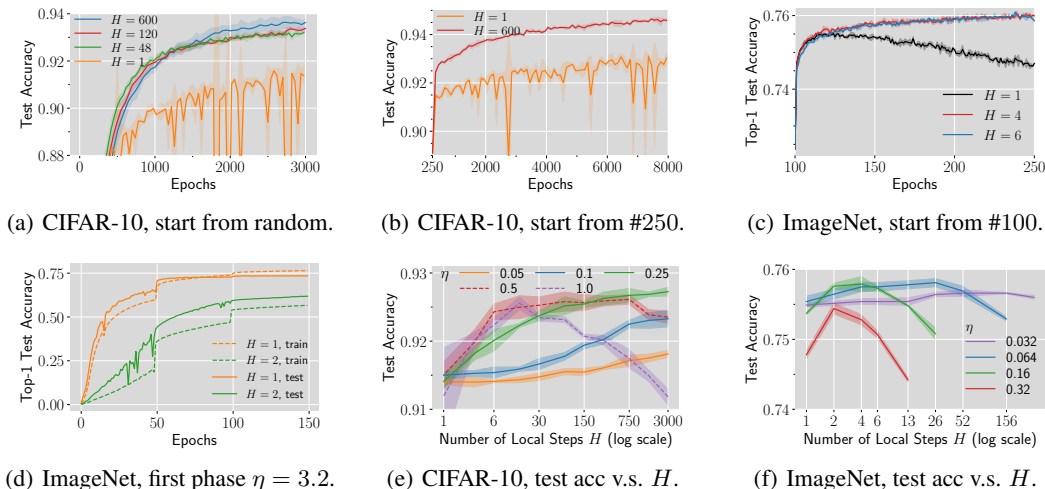 H = 600
H = 120
H = 48
H = 1
0.94
0.92
0.90
0.88
Test Accuracy
0 1000 2000 3000
Epochs
(a) CIFAR-10, start from random.
H = 1
H = 600
0.94
0.92
0.90
Test Accuracy
250 2000 4000 6000 8000
Epochs
(b) CIFAR-10, start from #250.
0.76
0.74
Top-1 Test Accuracy
H = 1
H = 4
H = 6
100 150 200 250
Epochs
(c) ImageNet, start from #100.
0.75
0.50
0.25
0.00
Top-1 Test Accuracy
H = 1, train
H = 2, train
H = 1, test
H = 2, test
0 50 100 150
Epochs
(d) ImageNet, first phase η = 3.2.
0.93
0.92
0.91
Test Accuracy
η 0.05 0.1 0.25
0.5 1.0
1 6 30 150 750 3000
Number of Local Steps H (log scale)
(e) CIFAR-10, test acc v.s. H.
0.76
0.75
0.74
Test Accuracy
η
0.032
0.064
0.16
0.32
1 2 4 6 13 26 52 156
Number of Local Steps H (log scale)
(f) ImageNet, test acc v.s. H.